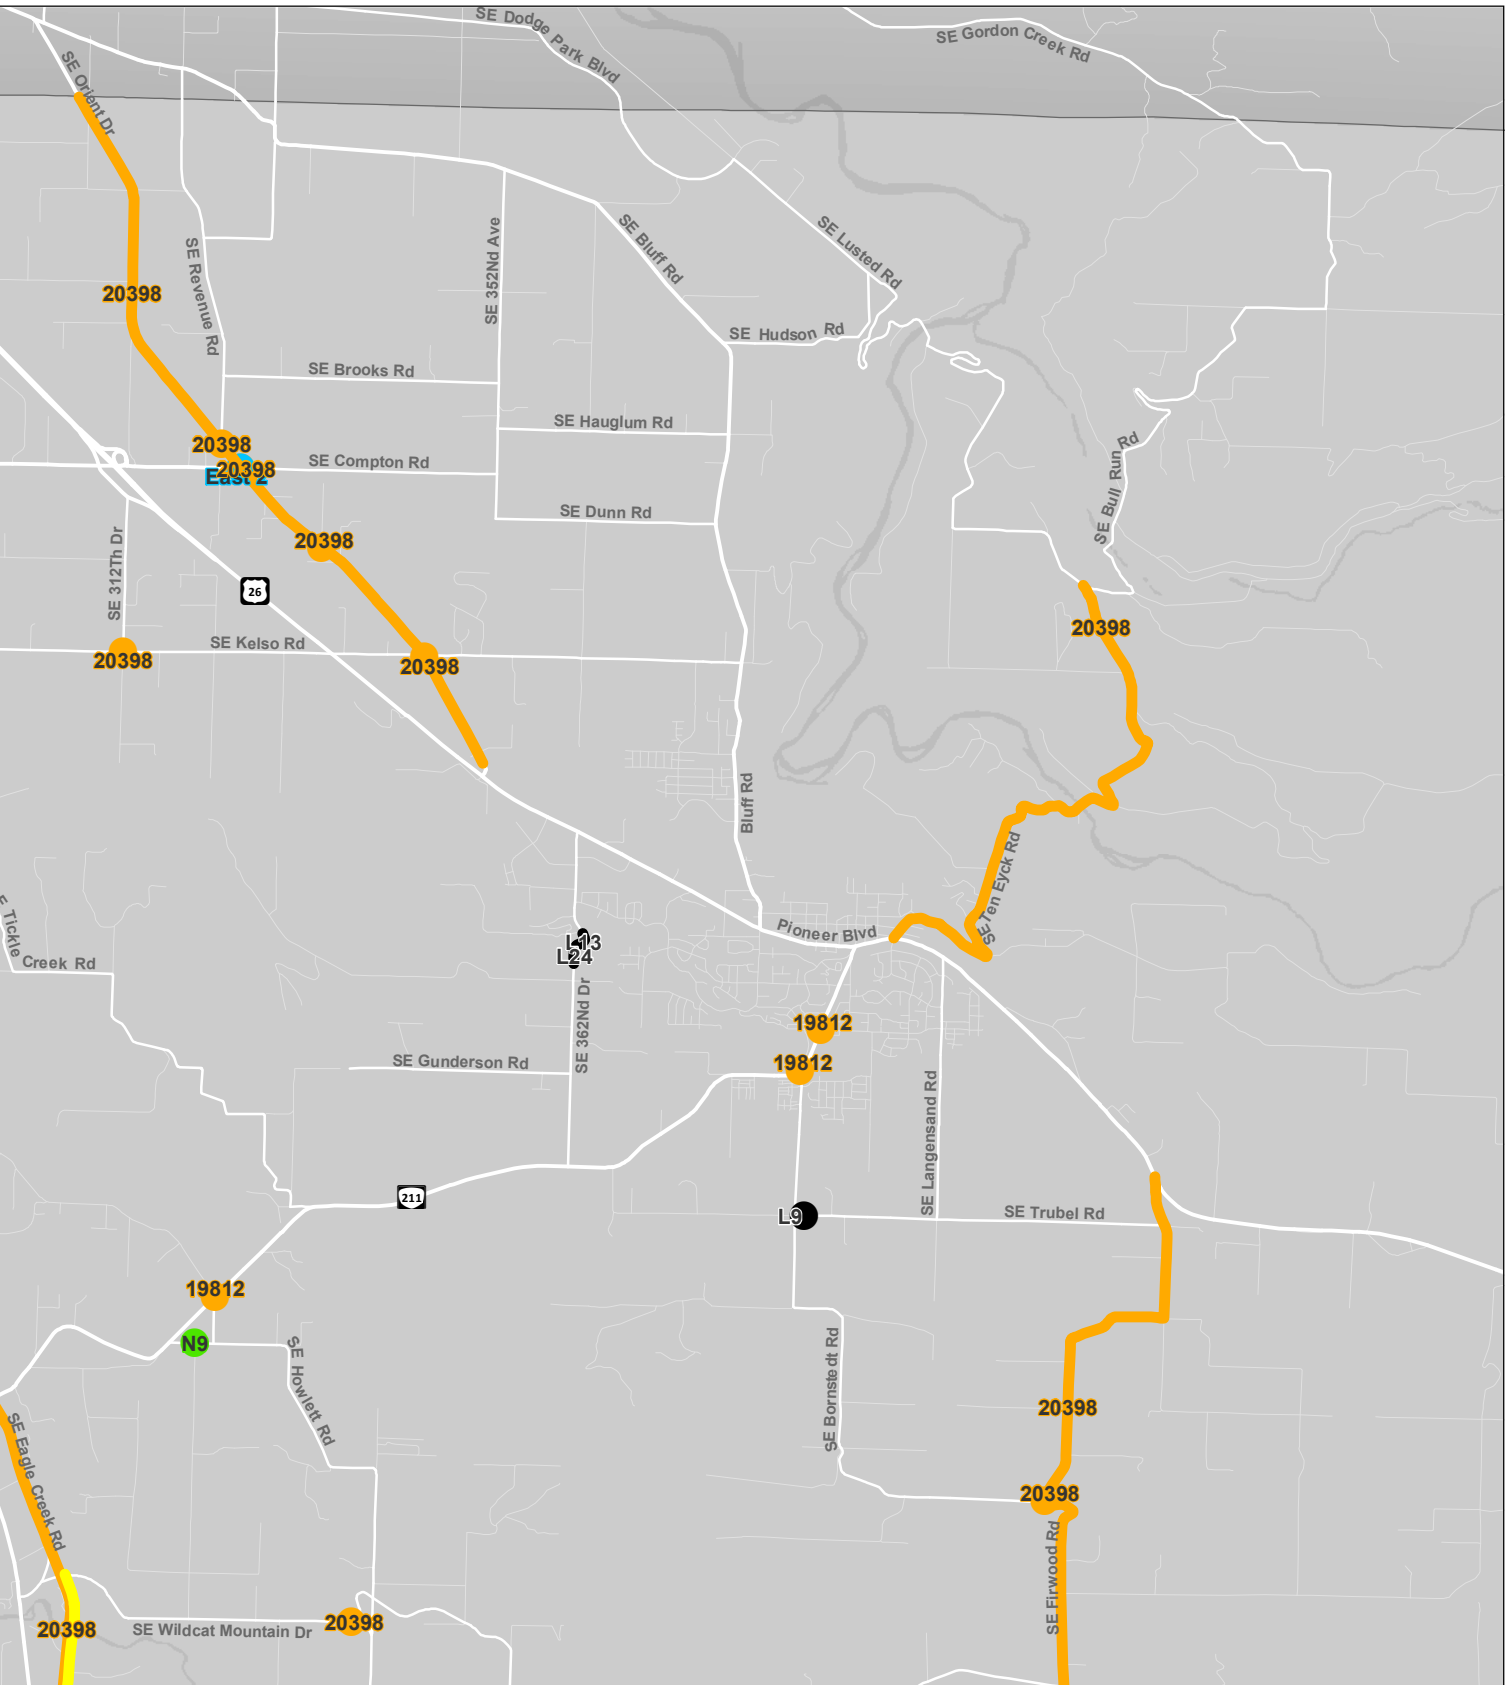 SE Dodge Park Blvd
SE Gordon Creek Rd
SE Orient Dr
SE Revenue Rd
SE 352Nd Ave
SE Bluff Rd
SE Lusted Rd
20398
SE Hudson Rd
SE Brooks Rd
SE Hauglum Rd
20398
SE Compton Rd
20398
East 2
SE Bull Run Rd
SE Dunn Rd
20398
SE 312Th Dr
26
20398
SE Kelso Rd
20398
20398
Bluff Rd
SE Ten Eyck Rd
Tickle Creek Rd
Pioneer Blvd
L13
L24
SE 362Nd Dr
19812
SE Gunderson Rd
19812
SE Langensand Rd
211
L9
SE Trubel Rd
19812
N9
SE Howlett Rd
SE Bornstedt Rd
20398
SE Eagle Creek Rd
20398
SE Firwood Rd
20398
SE Wildcat Mountain Dr
20398